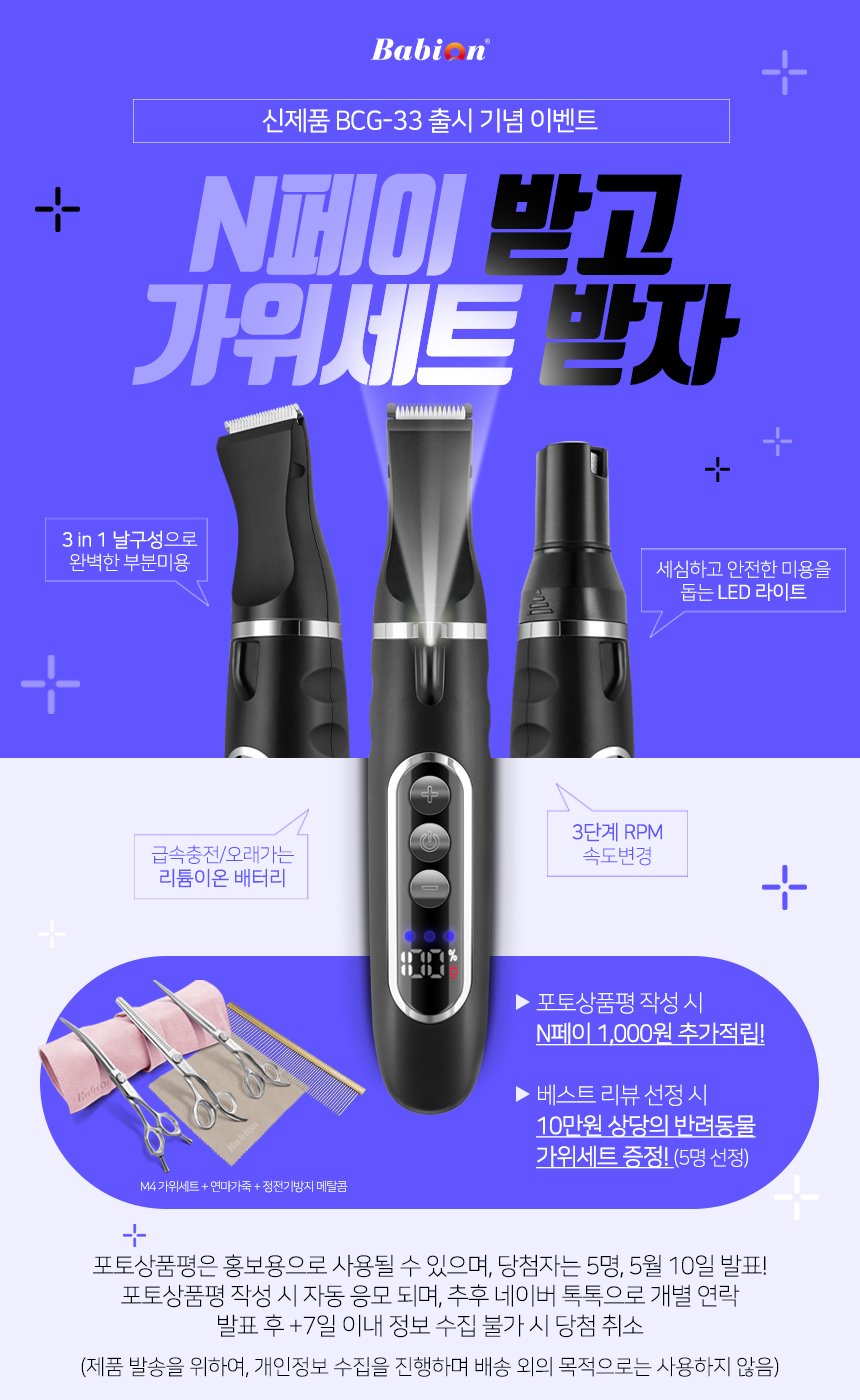 Babion®
신제품 BCG-33 출시 기념 이벤트
N페이 받고
가위세트 받자
3 in 1 날구성으로
완벽한 부분미용
세심하고 안전한 미용을
돕는 LED 라이트
3단계 RPM
속도변경
급속충전/오래가는
리튬이온 배터리
100%
Babion
Babion
M4 가위세트 + 연마가죽 + 정전기방지 메탈콤
▶ 포토상품평 작성 시
N페이 1,000원 추가적립!
▶ 베스트 리뷰 선정 시
10만원 상당의 반려동물
가위세트 증정! (5명 선정)
포토상품평은 홍보용으로 사용될 수 있으며, 당첨자는 5명, 5월 10일 발표!
포토상품평 작성 시 자동 응모 되며, 추후 네이버 톡톡으로 개별 연락
발표 후 +7일 이내 정보 수집 불가 시 당첨 취소
(제품 발송을 위하여, 개인정보 수집을 진행하며 배송 외의 목적으로는 사용하지 않음)